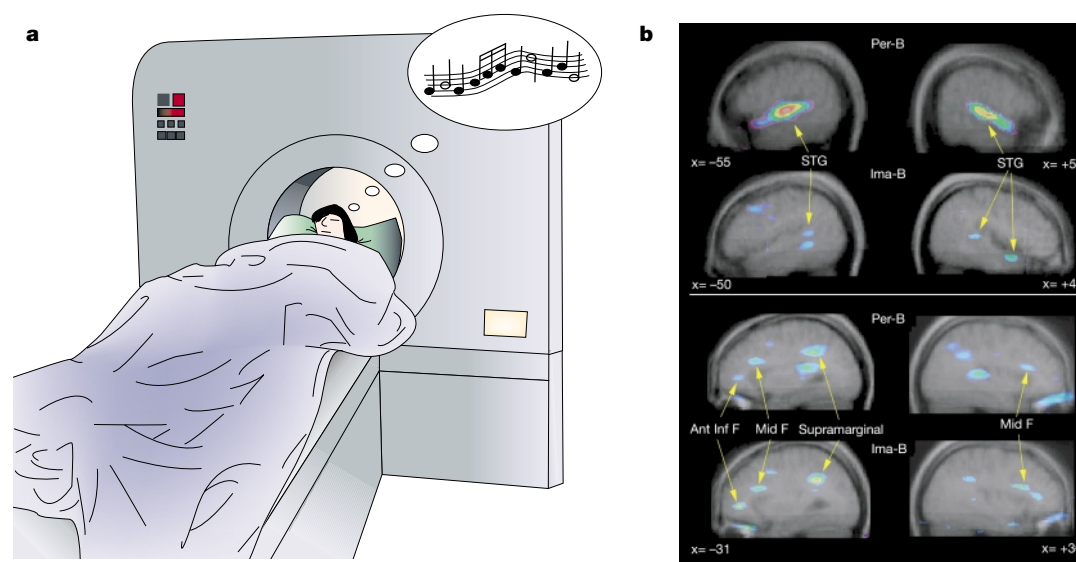 a
b
Per-B
x= –55
STG
STG
x= +5
Ima-B
x= –50
x= +4
Per-B
Ant Inf F
Mid F
Supramarginal
Mid F
Ima-B
x= –31
x= +3